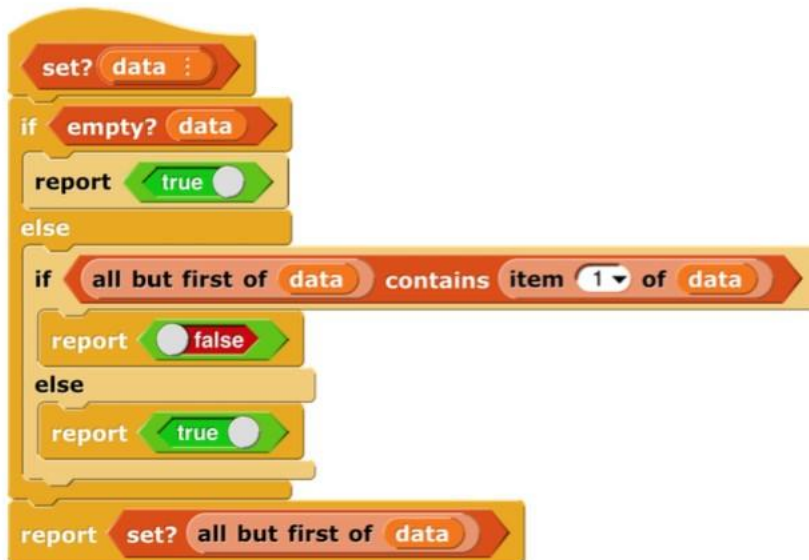 set? data ⋮
if empty? data
report true
else
if all but first of data contains item 1 of data
report false
else
report true
report set? all but first of data